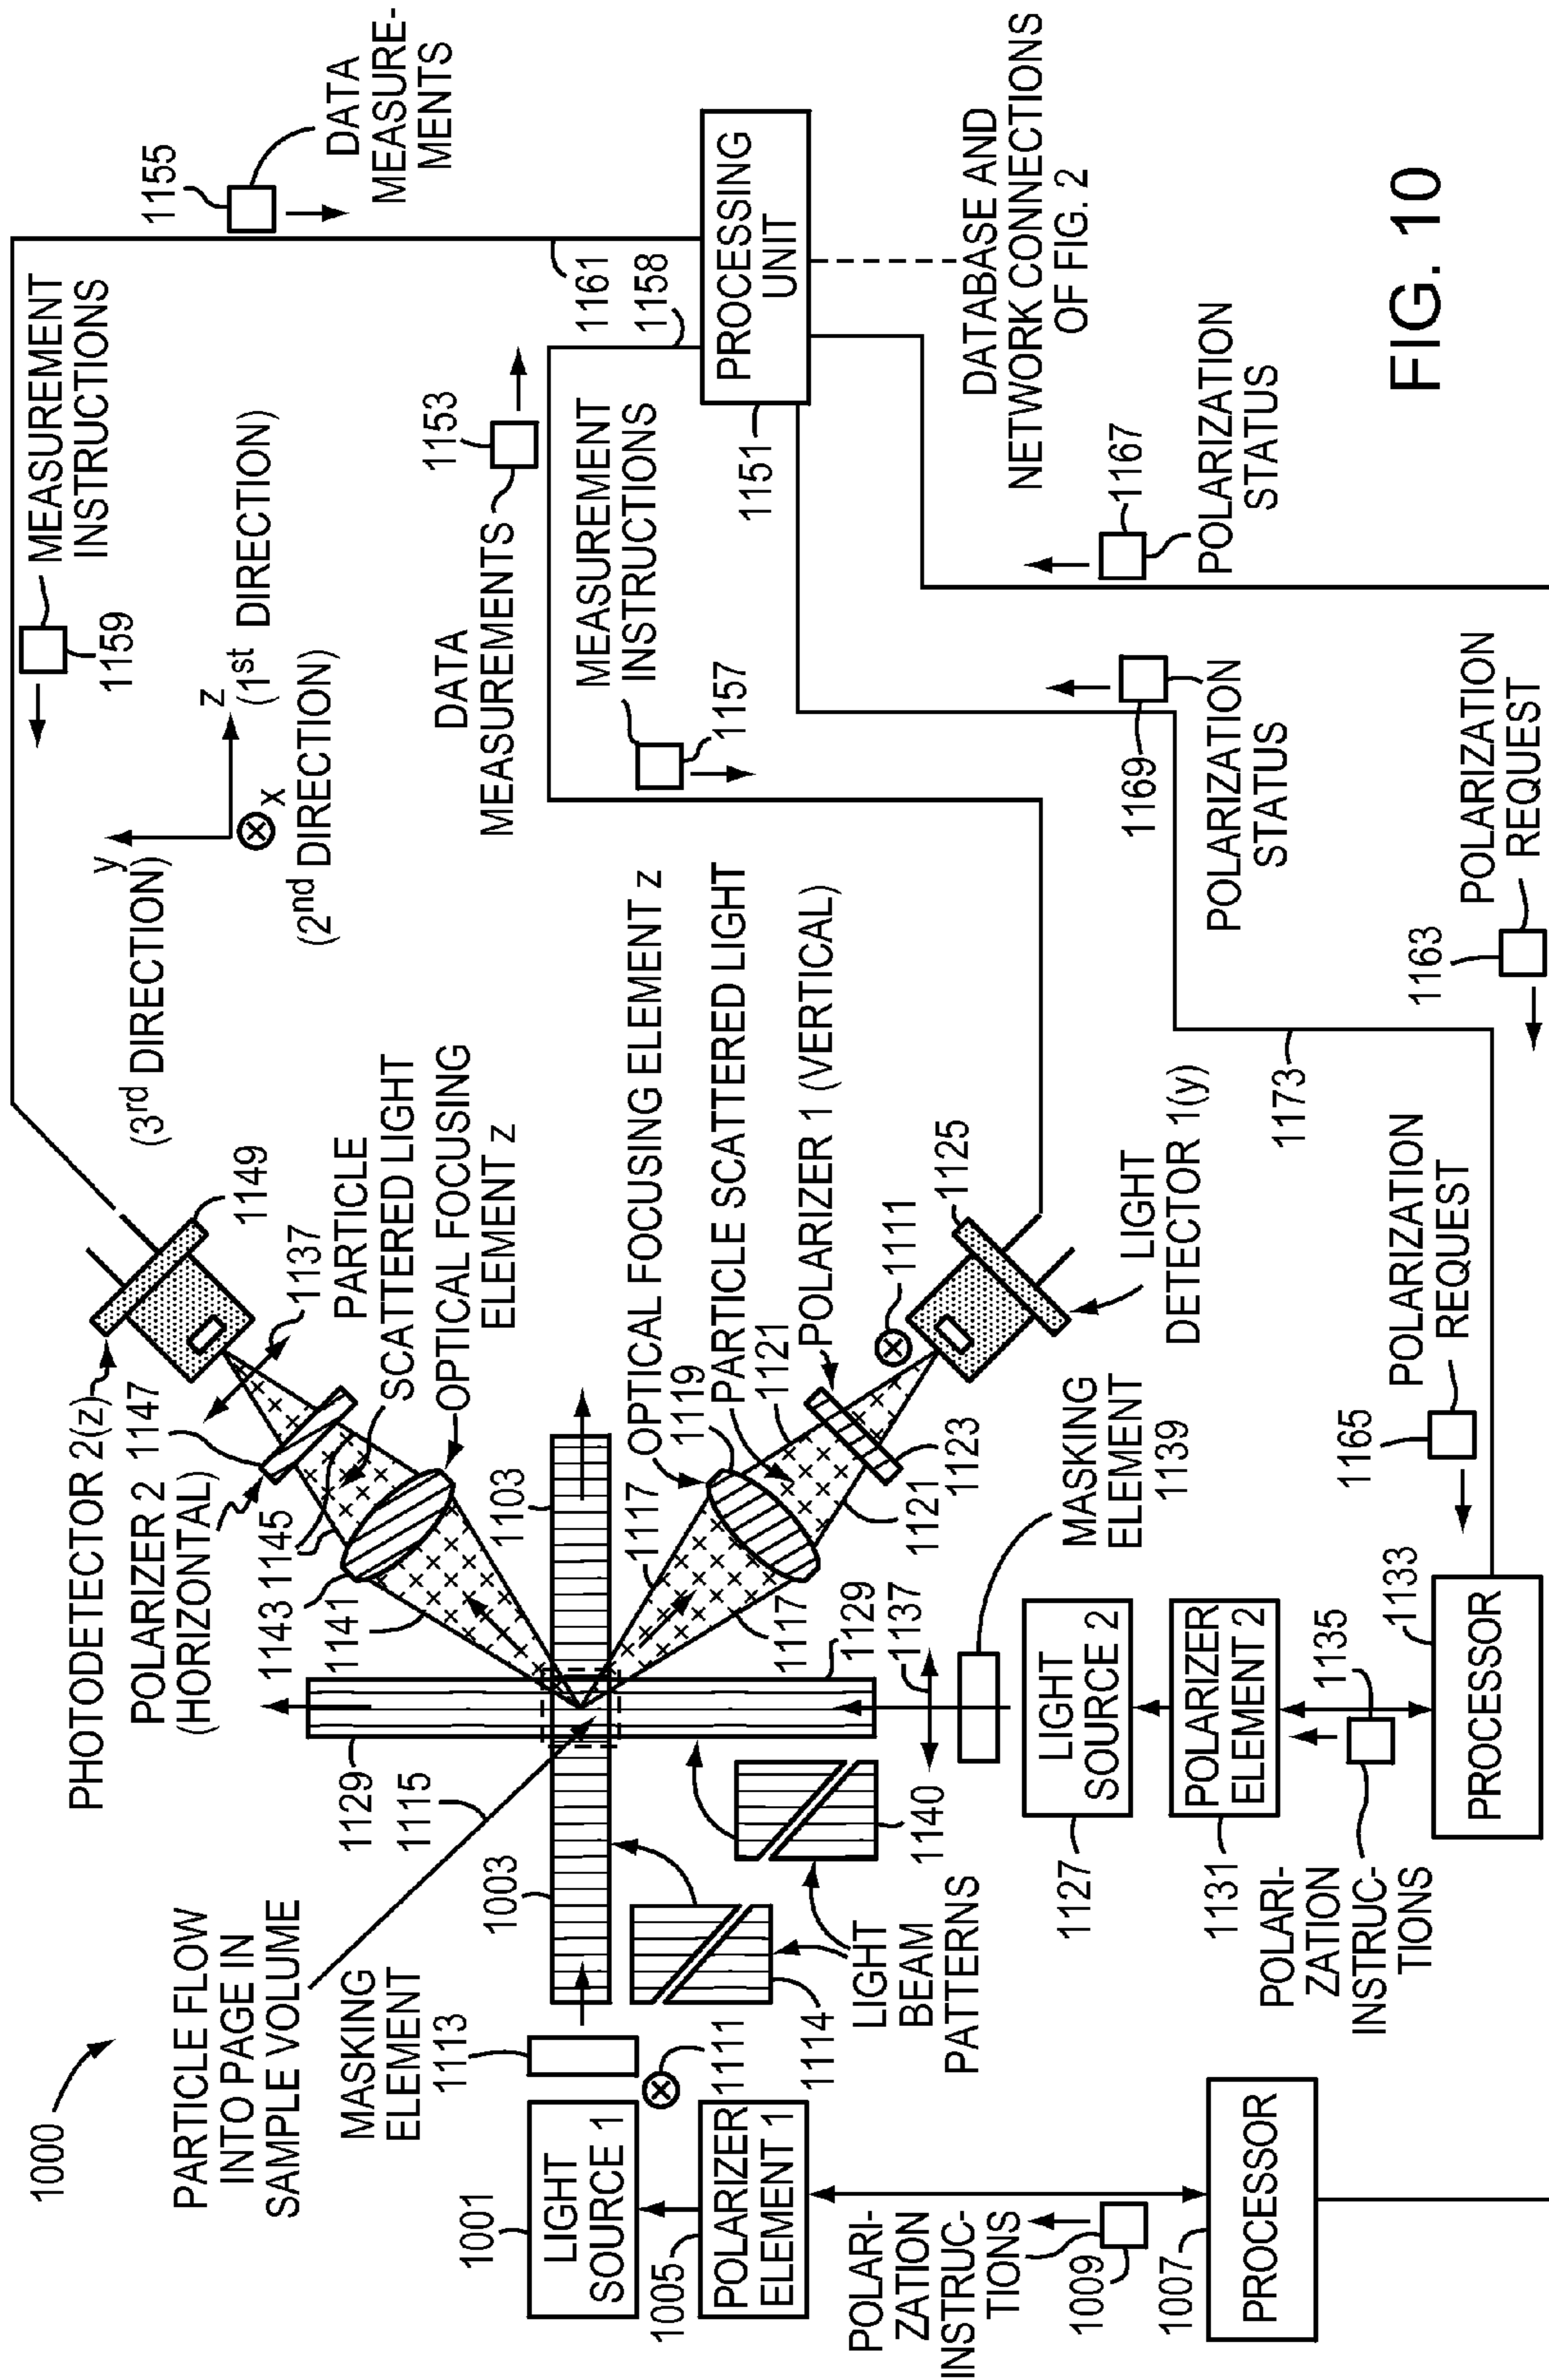 1000
PARTICLE FLOW
INTO PAGE IN
SAMPLE VOLUME
1115
MASKING
ELEMENT
1113
1001
LIGHT
SOURCE 1
1111
1005
POLARIZER
ELEMENT 1
POLARI-
ZATION
INSTRUC-
TIONS
1009
1007
PROCESSOR
1003
1103
1114
LIGHT
BEAM
PATTERNS
1140
1129
1129
1137
MASKING
ELEMENT
1139
LIGHT
SOURCE 2
1127
POLARIZER
ELEMENT 2
1131
1135
POLARI-
ZATION
INSTRUC-
TIONS
1133
PROCESSOR
PHOTODETECTOR 2(z)
POLARIZER 2
(HORIZONTAL)
1147
1143
1145
1141
1149
1137
PARTICLE
SCATTERED LIGHT
OPTICAL FOCUSING
ELEMENT z
OPTICAL FOCUSING ELEMENT z
1119
PARTICLE SCATTERED LIGHT
1121
POLARIZER 1 (VERTICAL)
1117
1117
1121
1123
1111
1125
LIGHT
DETECTOR 1(y)
y
(3rd DIRECTION)
z
(1st DIRECTION)
x
(2nd DIRECTION)
MEASUREMENT
INSTRUCTIONS
1159
1155
DATA
MEASURE-
MENTS
1153
DATA
MEASUREMENTS
MEASUREMENT
INSTRUCTIONS
1157
1161
1158
PROCESSING
UNIT
1151
DATABASE AND
NETWORK CONNECTIONS
OF FIG. 2
1167
POLARIZATION
STATUS
1169
POLARIZATION
STATUS
1173
1163
POLARIZATION
REQUEST
1165
POLARIZATION
REQUEST
FIG. 10